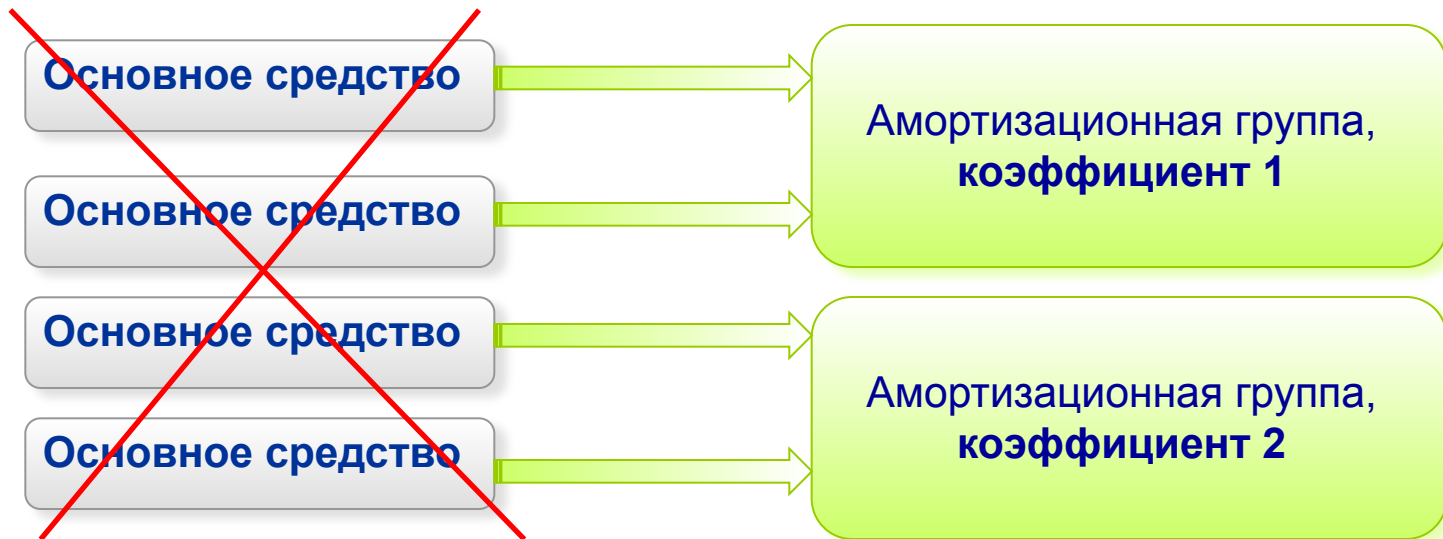 Основное средство
Основное средство
Амортизационная группа,
коэффициент 1
Основное средство
Основное средство
Амортизационная группа,
коэффициент 2